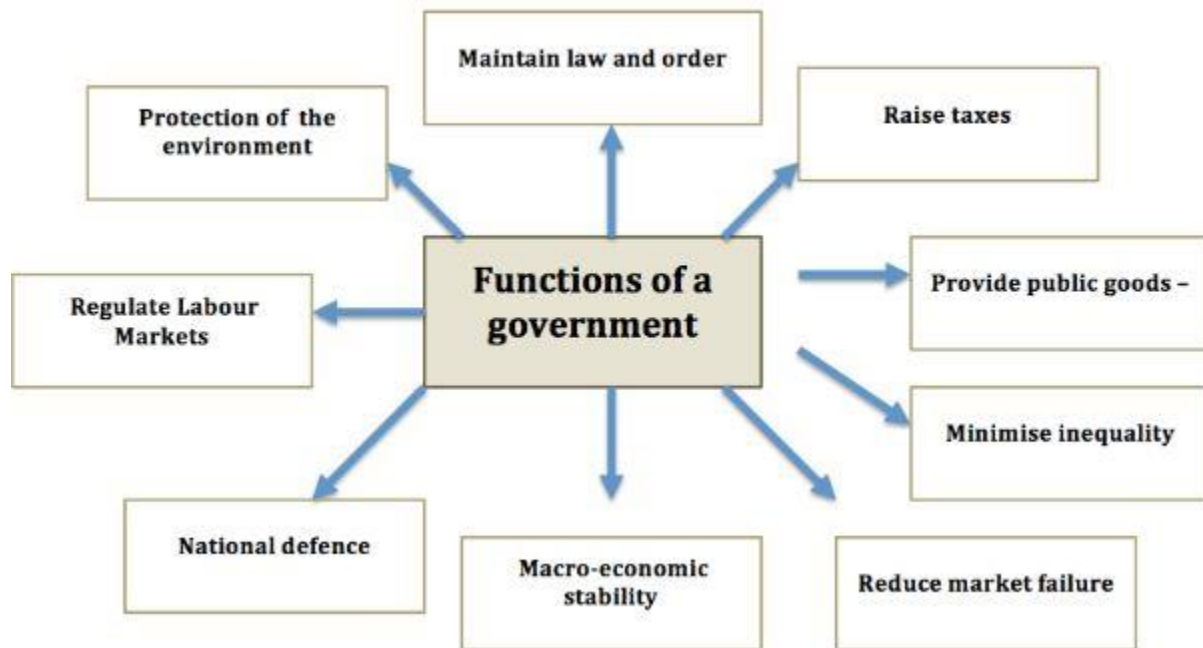 Maintain law and order
Protection of the
environment
Raise taxes
Functions of a
government
Provide public goods –
Regulate Labour
Markets
Minimise inequality
National defence
Macro-economic
stability
Reduce market failure